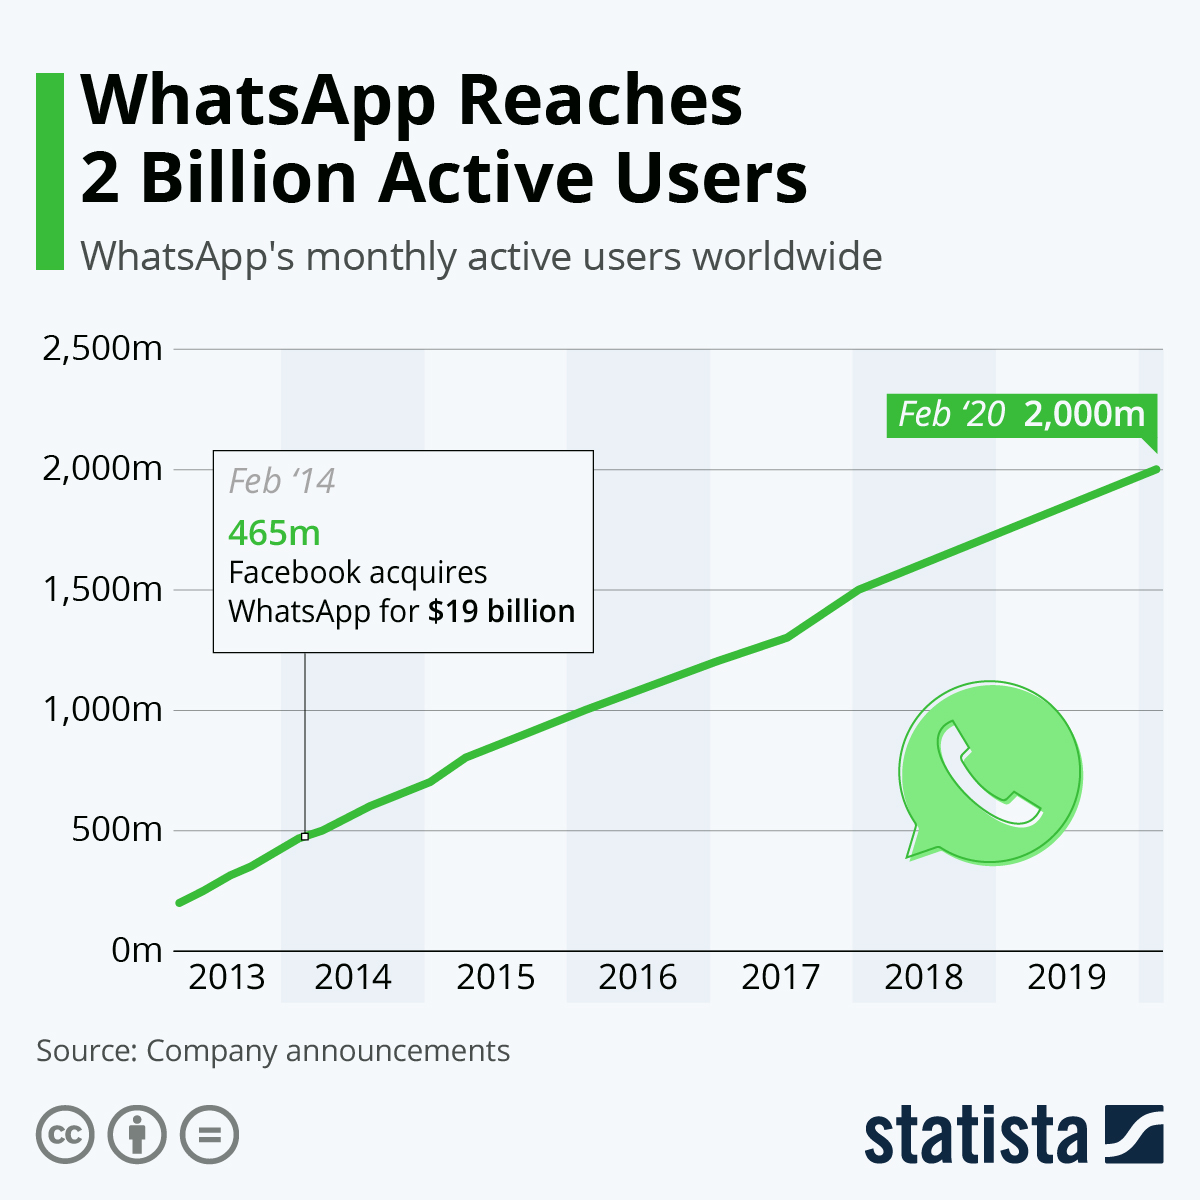 WhatsApp Reaches
2 Billion Active Users
WhatsApp's monthly active users worldwide
2,500m
2,000m
1,500m
1,000m
500m
0m
Feb ‘14
465m
Facebook acquires
WhatsApp for $19 billion
Feb ‘20 2,000m
2013 2014 2015 2016 2017 2018 2019
Source: Company announcements
cc
statista